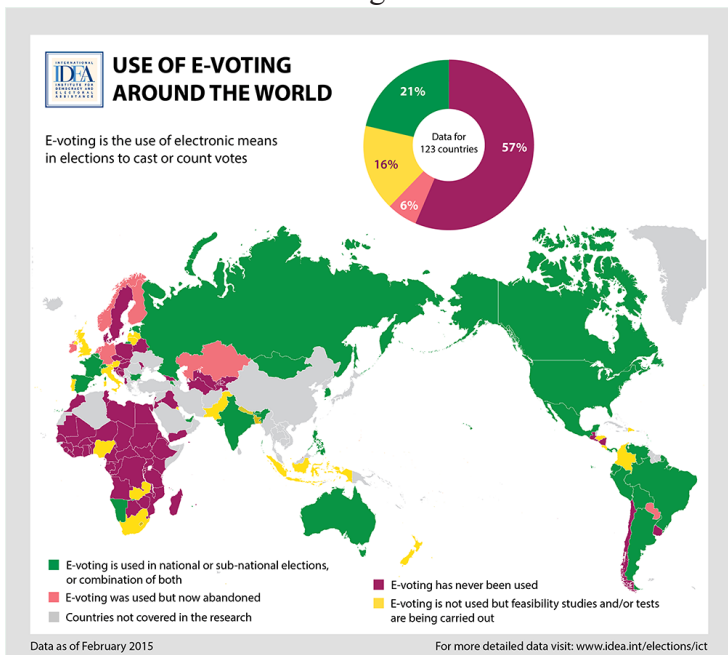 INTERNATIONAL
IDEA
INSTITUTE FOR
DEMOCRACY AND
ELECTORAL
ASSISTANCE
USE OF E-VOTING
AROUND THE WORLD
E-voting is the use of electronic means
in elections to cast or count votes
21%
57%
16%
6%
Data for
123 countries
E-voting is used in national or sub-national elections,
or combination of both
E-voting was used but now abandoned
Countries not covered in the research
E-voting has never been used
E-voting is not used but feasibility studies and/or tests
are being carried out
Data as of February 2015
For more detailed data visit: www.idea.int/elections/ict